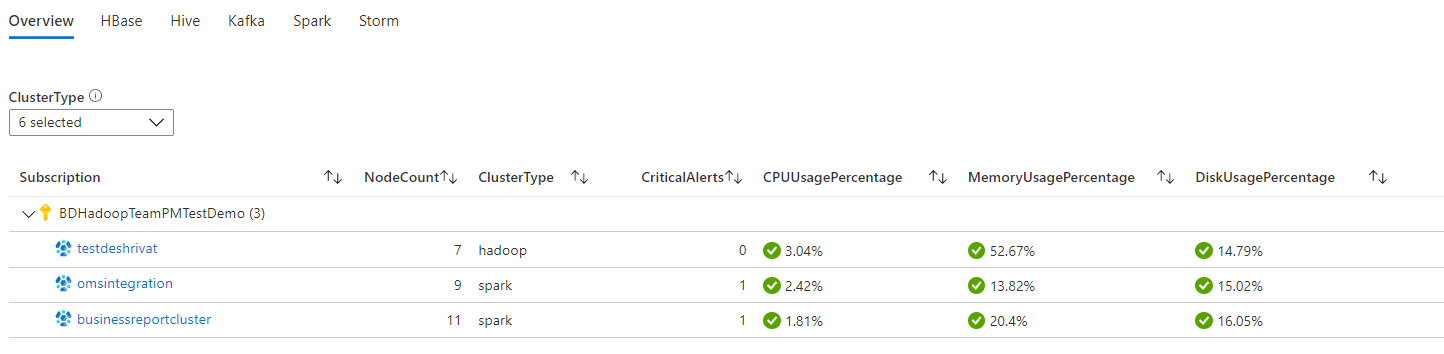 Overview HBase Hive Kafka Spark Storm
ClusterType
6 selected
Subscription NodeCount ClusterType CriticalAlerts CPUUsagePercentage MemoryUsagePercentage DiskUsagePercentage
BDHadoopTeamPMTestDemo (3)
testdeshrivat 7 hadoop 0 3.04% 52.67% 14.79%
omsintegration 9 spark 1 2.42% 13.82% 15.02%
businessreportcluster 11 spark 1 1.81% 20.4% 16.05%